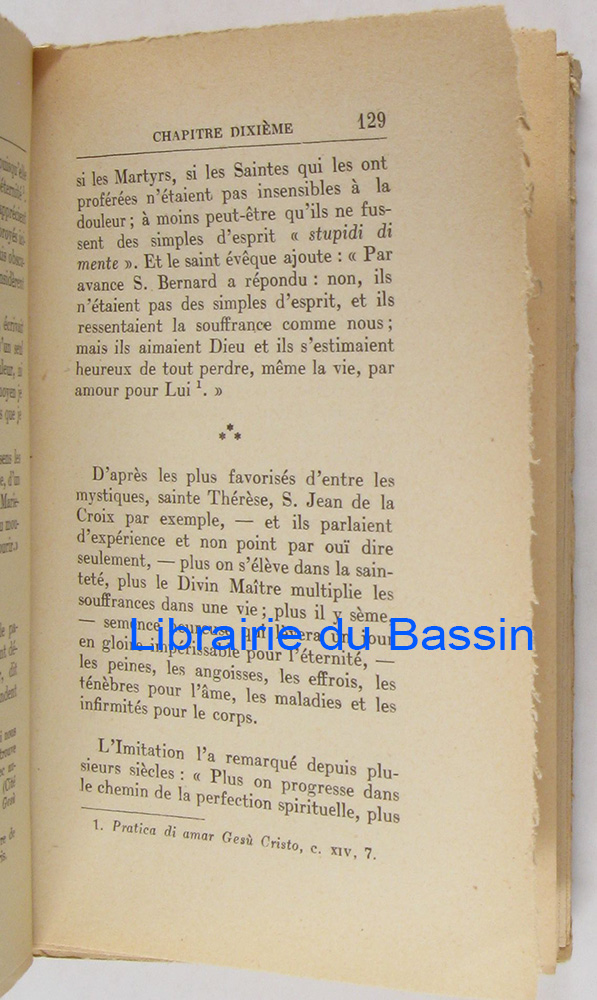 CHAPITRE DIXIÈME 129
si les Martyrs, si les Saintes qui les ont
proférées n'étaient pas insensibles à la
douleur ; à moins peut-être qu'ils ne fus-
sent des simples d'esprit « stupidi di
mente ». Et le saint évêque ajoute : « Par
avance S. Bernard a répondu : non, ils
n'étaient pas des simples d'esprit, et ils
ressentaient la souffrance comme nous ;
mais ils aimaient Dieu et ils s'estimaient
heureux de tout perdre, même la vie, par
amour pour Lui 1. »
***
D'après les plus favorisés d'entre les
mystiques, sainte Thérèse, S. Jean de la
Croix par exemple, — et ils parlaient
d'expérience et non point par ouï dire
seulement, — plus on s'élève dans la sain-
teté, plus le Divin Maître multiplie les
souffrances dans une vie ; plus il y sème,
— semence qui un jour
Librairie du Bassin
en gloire impérissable pour l'éternité, —
les peines, les angoisses, les effrois, les
ténèbres pour l'âme, les maladies et les
infirmités pour le corps.
L'Imitation l'a remarqué depuis plu-
sieurs siècles : « Plus on progresse dans
le chemin de la perfection spirituelle, plus
1. Pratica di amar Gesù Cristo, c. XIV, 7.